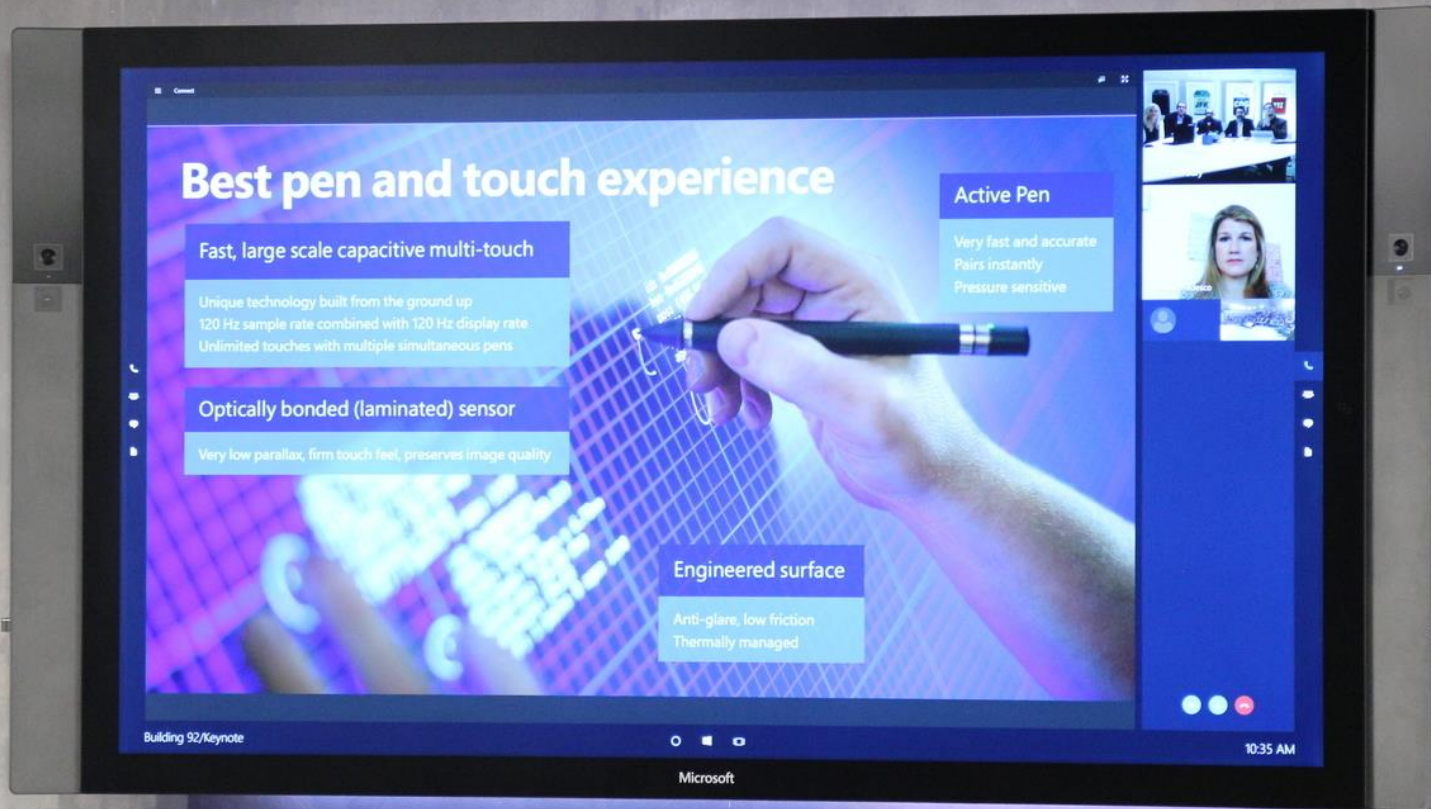 Connect
Best pen and touch experience
Fast, large scale capacitive multi-touch
Unique technology built from the ground up
120 Hz sample rate combined with 120 Hz display rate
Unlimited touches with multiple simultaneous pens
Optically bonded (laminated) sensor
Very low parallax, firm touch feel, preserves image quality
Active Pen
Very fast and accurate
Pairs instantly
Pressure sensitive
Engineered surface
Anti-glare, low friction
Thermally managed
Building 92/Keynote
10:35 AM
Microsoft